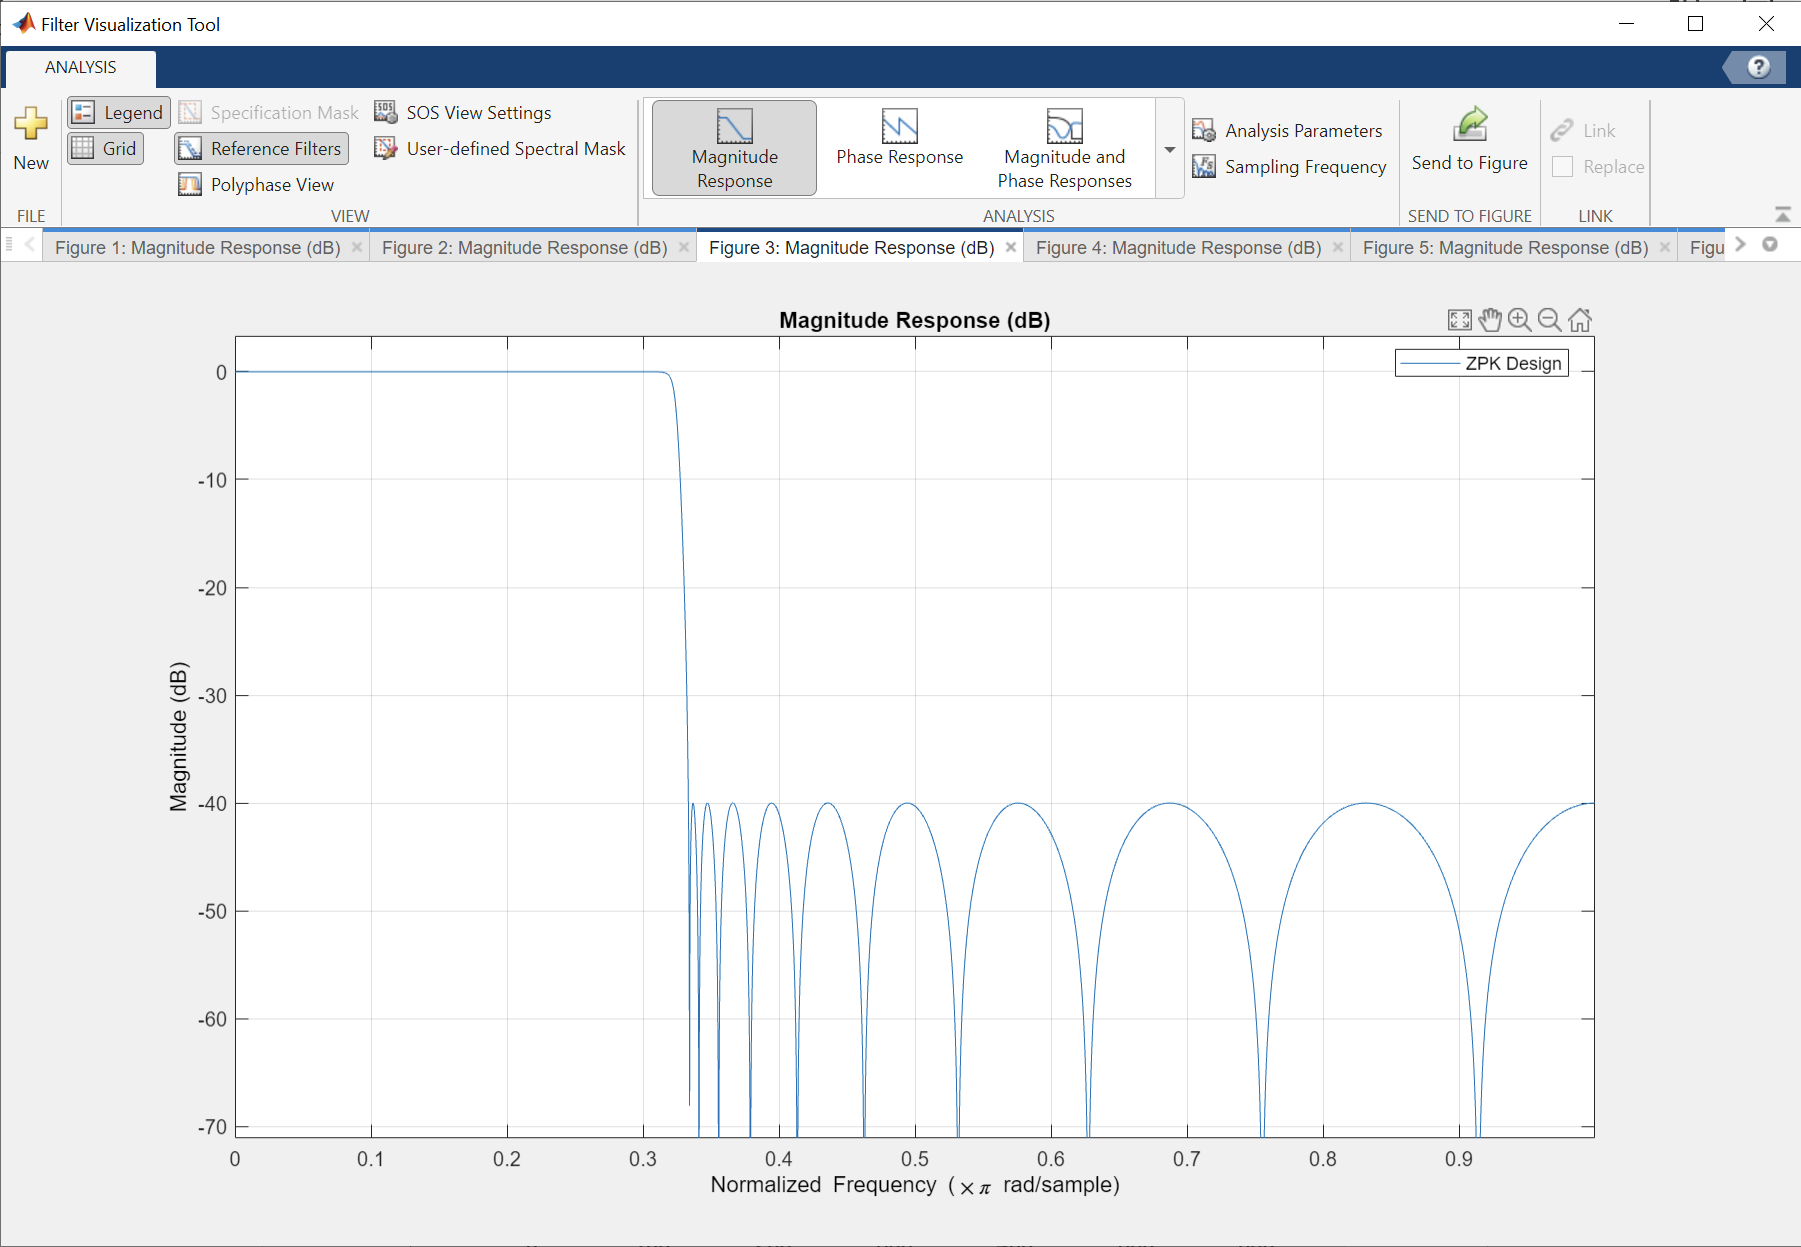 Filter Visualization Tool
ANALYSIS
?
New
Legend
Grid
Specification Mask
Reference Filters
Polyphase View
SOS View Settings
User-defined Spectral Mask
Magnitude
Response
Phase Response
Magnitude and
Phase Responses
Analysis Parameters
Sampling Frequency
Send to Figure
Link
Replace
FILE
VIEW
ANALYSIS
SEND TO FIGURE
LINK
Figure 1: Magnitude Response (dB)
Figure 2: Magnitude Response (dB)
Figure 3: Magnitude Response (dB)
Figure 4: Magnitude Response (dB)
Figure 5: Magnitude Response (dB)
Figu
Magnitude Response (dB)
ZPK Design
Magnitude (dB)
0
-10
-20
-30
-40
-50
-60
-70
0 0.1 0.2 0.3 0.4 0.5 0.6 0.7 0.8 0.9
Normalized Frequency (×π rad/sample)